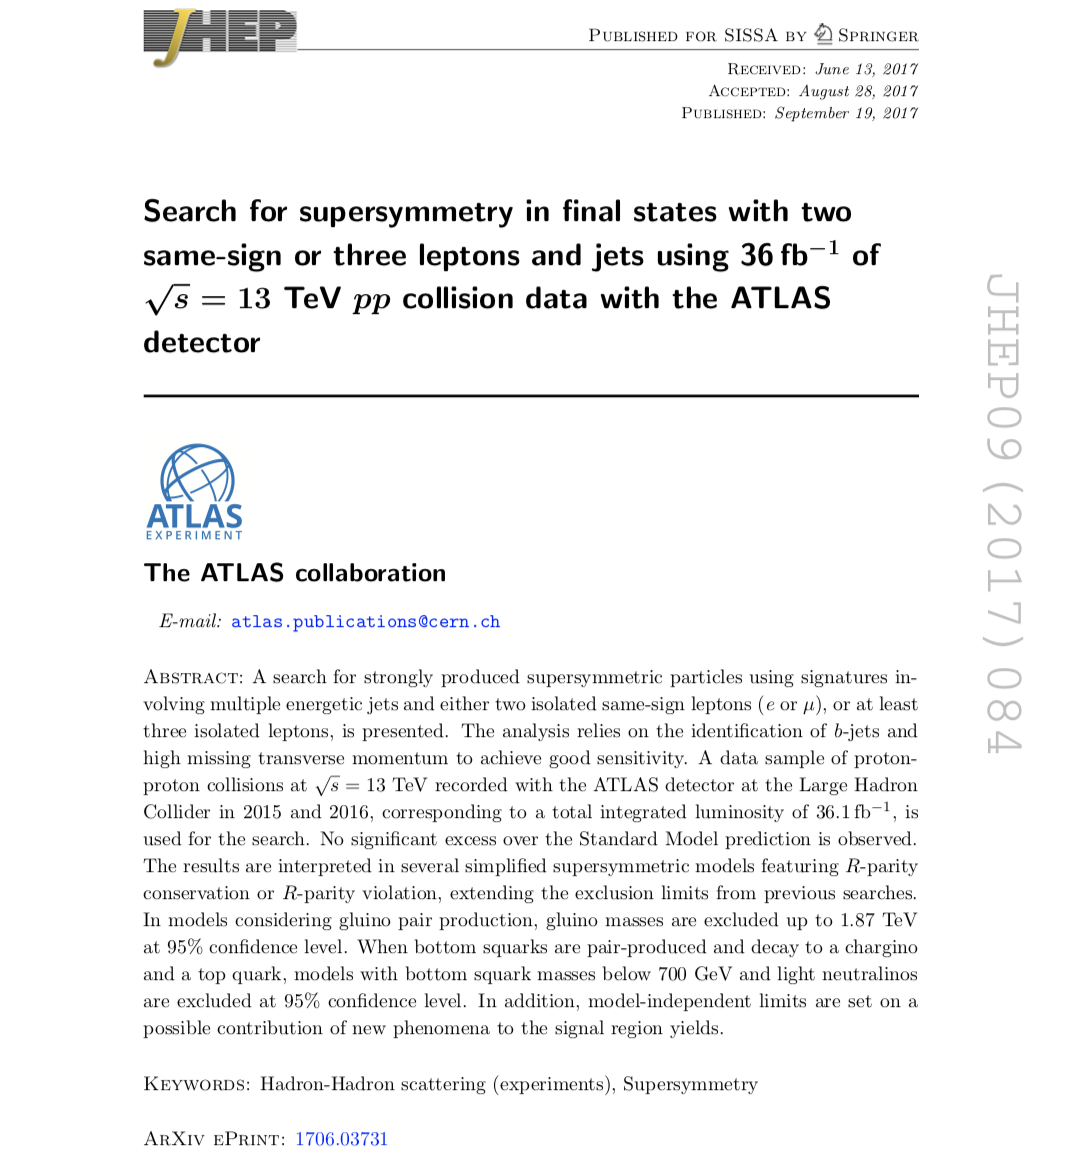 JHEP
PUBLISHED FOR SISSA BY SPRINGER
RECEIVED: June 13, 2017
ACCEPTED: August 28, 2017
PUBLISHED: September 19, 2017
Search for supersymmetry in final states with two
same-sign or three leptons and jets using 36 fb⁻¹ of
√s = 13 TeV pp collision data with the ATLAS
detector
ATLAS
EXPERIMENT
The ATLAS collaboration
E-mail: atlas.publications@cern.ch
ABSTRACT: A search for strongly produced supersymmetric particles using signatures in-
volving multiple energetic jets and either two isolated same-sign leptons (e or μ), or at least
three isolated leptons, is presented. The analysis relies on the identification of b-jets and
high missing transverse momentum to achieve good sensitivity. A data sample of proton-
proton collisions at √s = 13 TeV recorded with the ATLAS detector at the Large Hadron
Collider in 2015 and 2016, corresponding to a total integrated luminosity of 36.1 fb⁻¹, is
used for the search. No significant excess over the Standard Model prediction is observed.
The results are interpreted in several simplified supersymmetric models featuring R-parity
conservation or R-parity violation, extending the exclusion limits from previous searches.
In models considering gluino pair production, gluino masses are excluded up to 1.87 TeV
at 95% confidence level. When bottom squarks are pair-produced and decay to a chargino
and a top quark, models with bottom squark masses below 700 GeV and light neutralinos
are excluded at 95% confidence level. In addition, model-independent limits are set on a
possible contribution of new phenomena to the signal region yields.
KEYWORDS: Hadron-Hadron scattering (experiments), Supersymmetry
ARXIV EPRINT: 1706.03731
JHEP09(2017)084